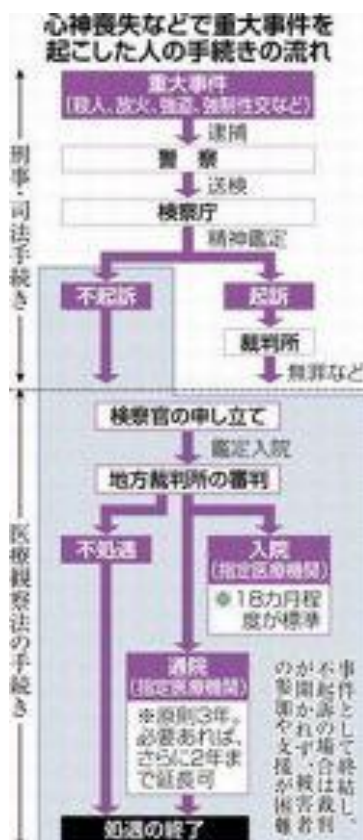 心神喪失などで重大事件を
起こした人の手続きの流れ
重大事件
(殺人、放火、強盗、強制性交など)
逮捕
警察
送検
検察庁
精神鑑定
不起訴
起訴
裁判所
無罪など
刑事・司法手続き
検察官の申し立て
鑑定入院
地方裁判所の審判
不処遇
入院
(指定医療機関)
18カ月程
度が標準
通院
(指定医療機関)
※原則3年。
必要あれば、
さらに2年ま
で延長可
処遇の終了
医療観察法の手続き
事件として終結し、
不起訴の場合は裁判
が開かれず、被害者
の参加や支援が困難